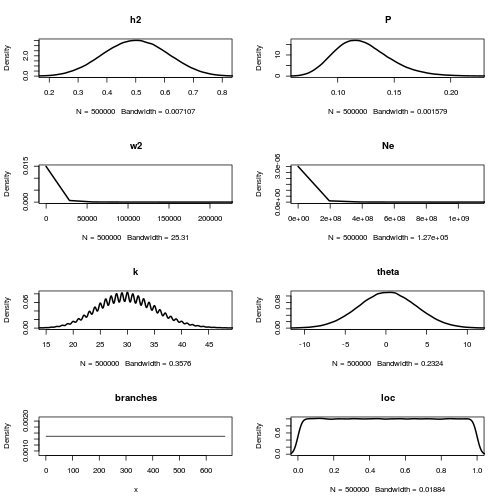 h2
Density
0.0 2.0
0.2 0.3 0.4 0.5 0.6 0.7 0.8
N = 500000 Bandwidth = 0.007107
P
Density
0 10
0.10 0.15 0.20
N = 500000 Bandwidth = 0.001579
w2
Density
0.000 0.015
0 50000 100000 150000 200000
N = 500000 Bandwidth = 25.31
Ne
Density
0.0e+00 3.0e-06
0e+00 2e+08 4e+08 6e+08 8e+08 1e+09
N = 500000 Bandwidth = 1.27e+05
k
Density
0.00 0.06
15 20 25 30 35 40 45
N = 500000 Bandwidth = 0.3576
theta
Density
0.00 0.08
-10 -5 0 5 10
N = 500000 Bandwidth = 0.2324
branches
Density
0.0010 0.0020
0 100 200 300 400 500 600
x
loc
Density
0.0 0.6
0.0 0.2 0.4 0.6 0.8 1.0
N = 500000 Bandwidth = 0.01884